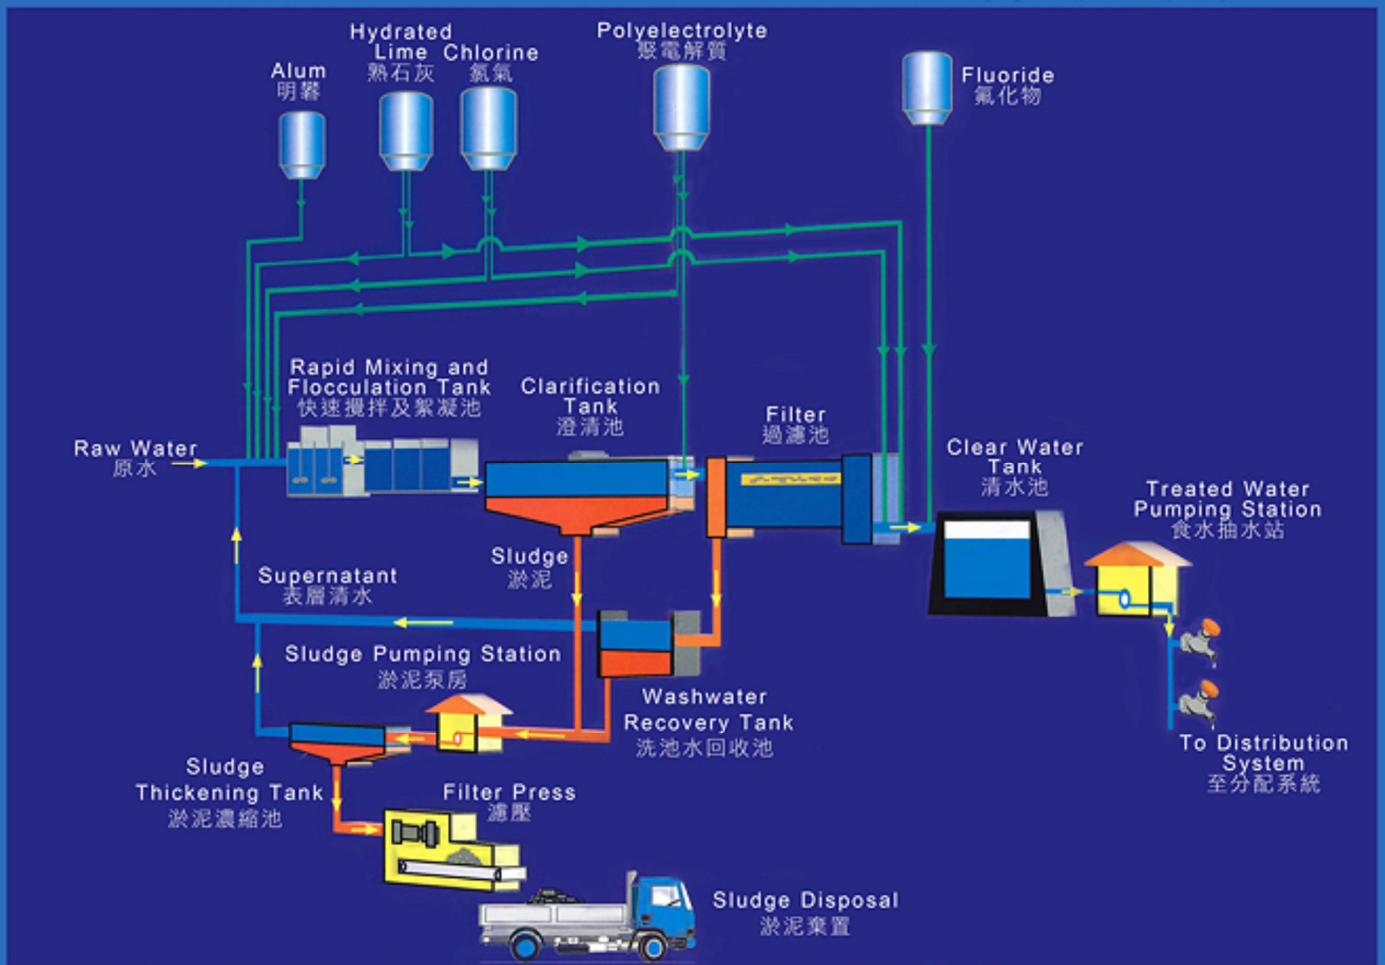 Alum
明礬
Hydrated
Lime
熟石灰
Chlorine
氯氣
Polyelectrolyte
聚電解質
Fluoride
氟化物
Rapid Mixing and
Flocculation Tank
快速攪拌及絮凝池
Clarification
Tank
澄清池
Filter
過濾池
Raw Water
原水
Clear Water
Tank
清水池
Treated Water
Pumping Station
食水抽水站
Sludge
淤泥
Supernatant
表層清水
Sludge Pumping Station
淤泥泵房
Washwater
Recovery Tank
洗池水回收池
To Distribution
System
至分配系統
Sludge
Thickening Tank
淤泥濃縮池
Filter Press
濾壓
Sludge Disposal
淤泥棄置